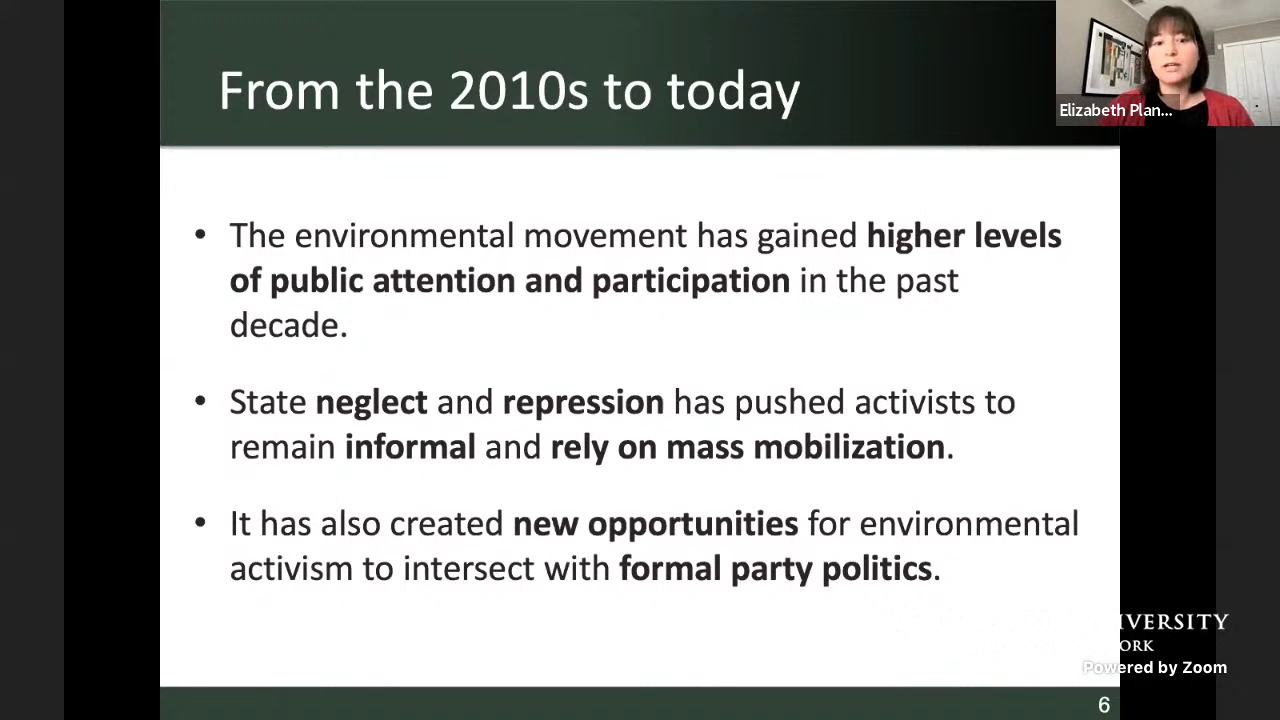 From the 2010s to today
Elizabeth Plan...
• The environmental movement has gained higher levels
of public attention and participation in the past
decade.
• State neglect and repression has pushed activists to
remain informal and rely on mass mobilization.
• It has also created new opportunities for environmental
activism to intersect with formal party politics.
IVERSITY
ORK
Powered by Zoom
6